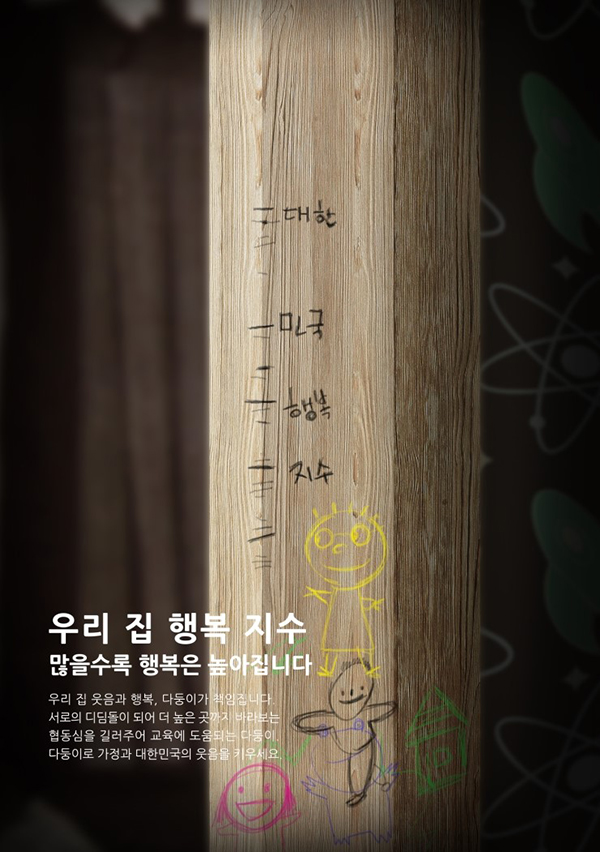 대한
민국
행복
지수
우리 집 행복 지수
많을수록 행복은 높아집니다
우리 집 웃음과 행복, 다둥이가 책임집니다.
서로의 디딤돌이 되어 더 높은 곳까지 바라보는
협동심을 길러주어 교육에 도움되는 다둥이.
다둥이로 가정과 대한민국의 웃음을 키우세요.